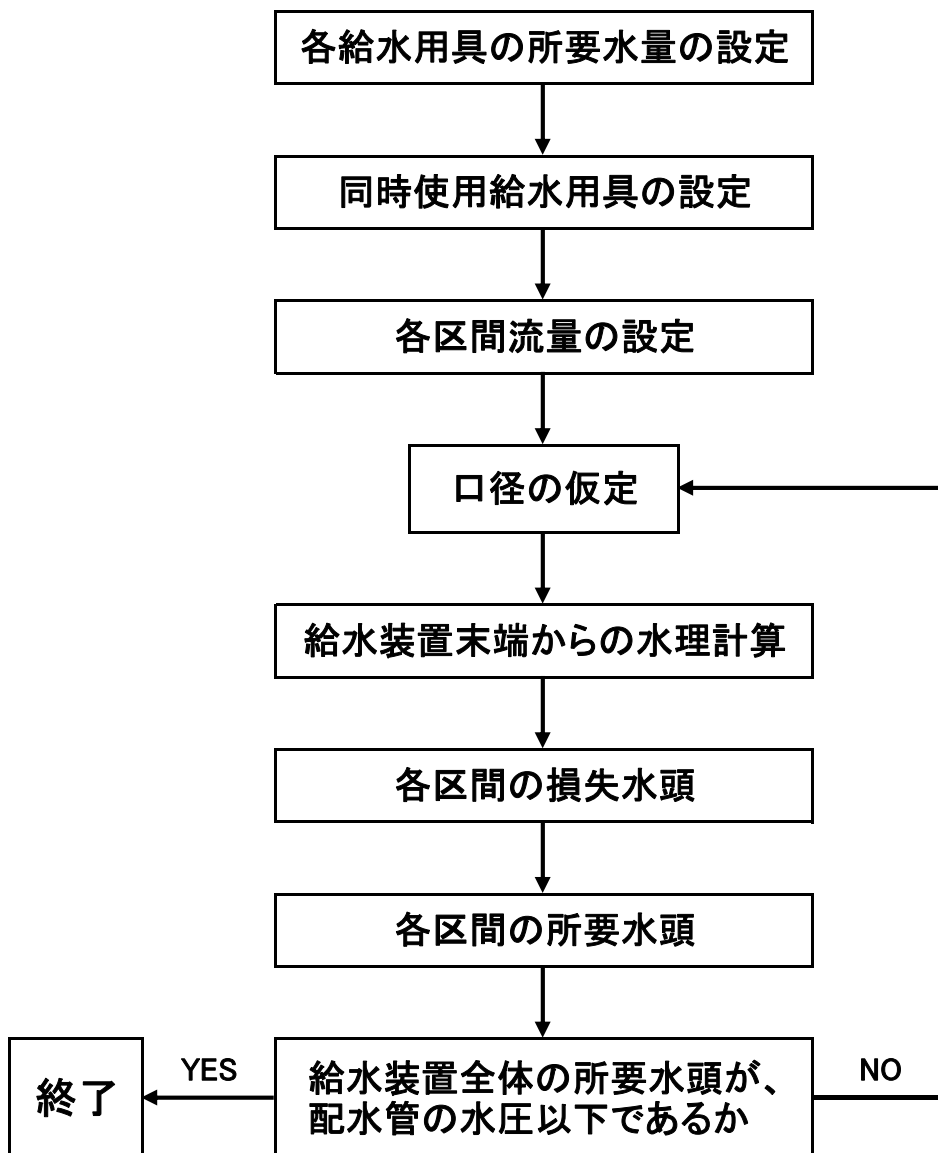 各給水用具の所要水量の設定
同時使用給水用具の設定
各区間流量の設定
口径の仮定
給水装置末端からの水理計算
各区間の損失水頭
各区間の所要水頭
終了
YES
給水装置全体の所要水頭が、
配水管の水圧以下であるか
NO